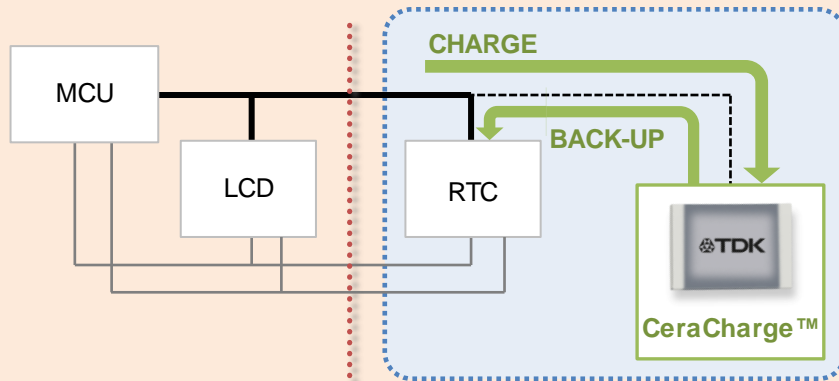 CHARGE
MCU
BACK-UP
LCD
RTC
TDK
CeraCharge™